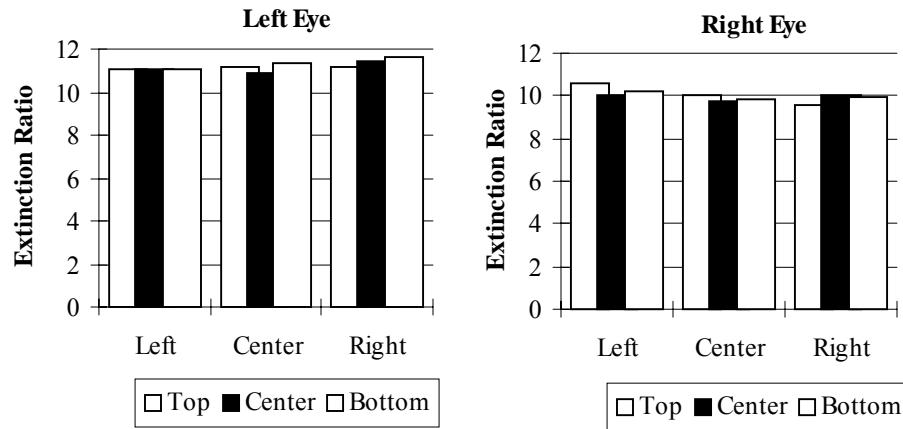 Left Eye
Extinction Ratio
12
10
8
6
4
2
0
Left Center Right
Top Center Bottom
Right Eye
Extinction Ratio
12
10
8
6
4
2
0
Left Center Right
Top Center Bottom